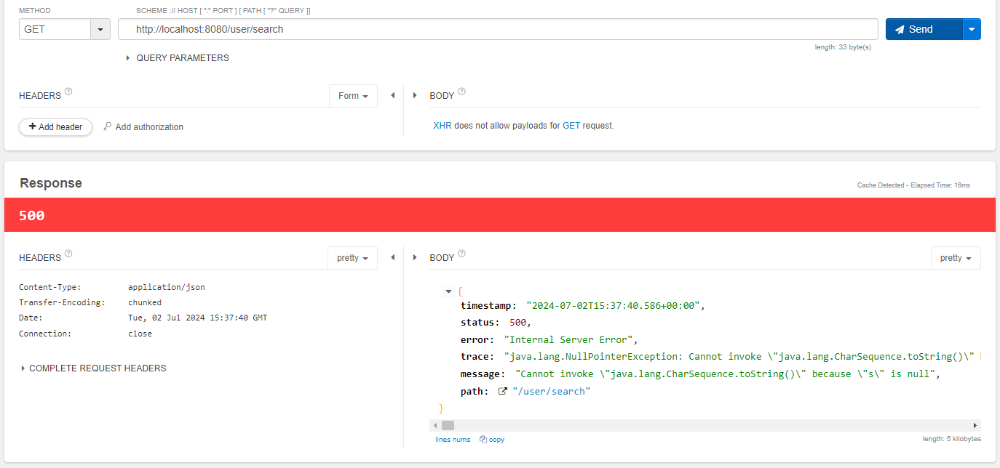 METHOD
SCHEME :// HOST [ ":" PORT ] [ PATH [ "?" QUERY ]]
GET
http://localhost:8080/user/search
Send
length: 33 byte(s)
QUERY PARAMETERS
HEADERS ?
Form
BODY ?
Add header
Add authorization
XHR does not allow payloads for GET request.
Response
Cache Detected - Elapsed Time: 16ms
500
HEADERS ?
pretty
BODY ?
pretty
Content-Type: application/json
Transfer-Encoding: chunked
Date: Tue, 02 Jul 2024 15:37:40 GMT
Connection: close
COMPLETE REQUEST HEADERS
{
timestamp: "2024-07-02T15:37:40.586+00:00",
status: 500,
error: "Internal Server Error",
trace: "java.lang.NullPointerException: Cannot invoke \"java.lang.CharSequence.toString()\"
message: "Cannot invoke \"java.lang.CharSequence.toString()\" because \"s\" is null",
path: "/user/search"
}
lines nums
copy
length: 5 kilobytes